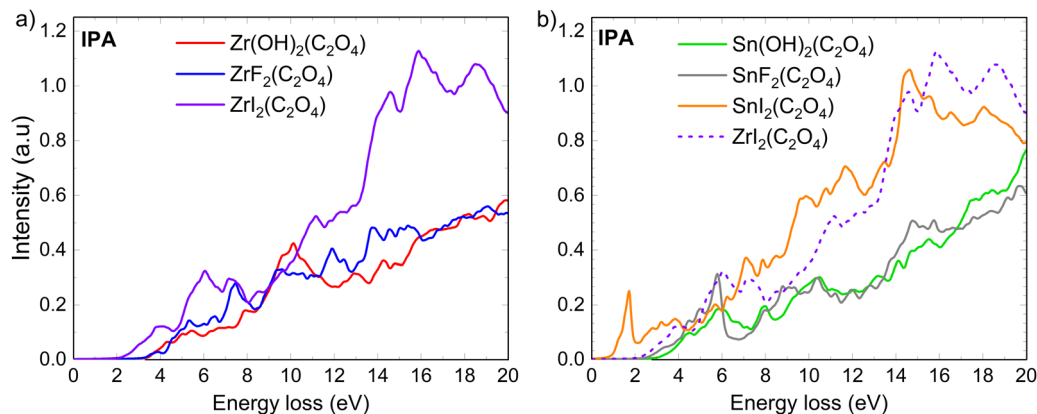 a)
IPA
Zr(OH)₂(C₂O₄)
ZrF₂(C₂O₄)
ZrI₂(C₂O₄)
Intensity (a.u)
1.2
1.0
0.8
0.6
0.4
0.2
0.0
0 2 4 6 8 10 12 14 16 18 20
Energy loss (eV)
b)
IPA
Sn(OH)₂(C₂O₄)
SnF₂(C₂O₄)
SnI₂(C₂O₄)
ZrI₂(C₂O₄)
1.2
1.0
0.8
0.6
0.4
0.2
0.0
0 2 4 6 8 10 12 14 16 18 20
Energy loss (eV)